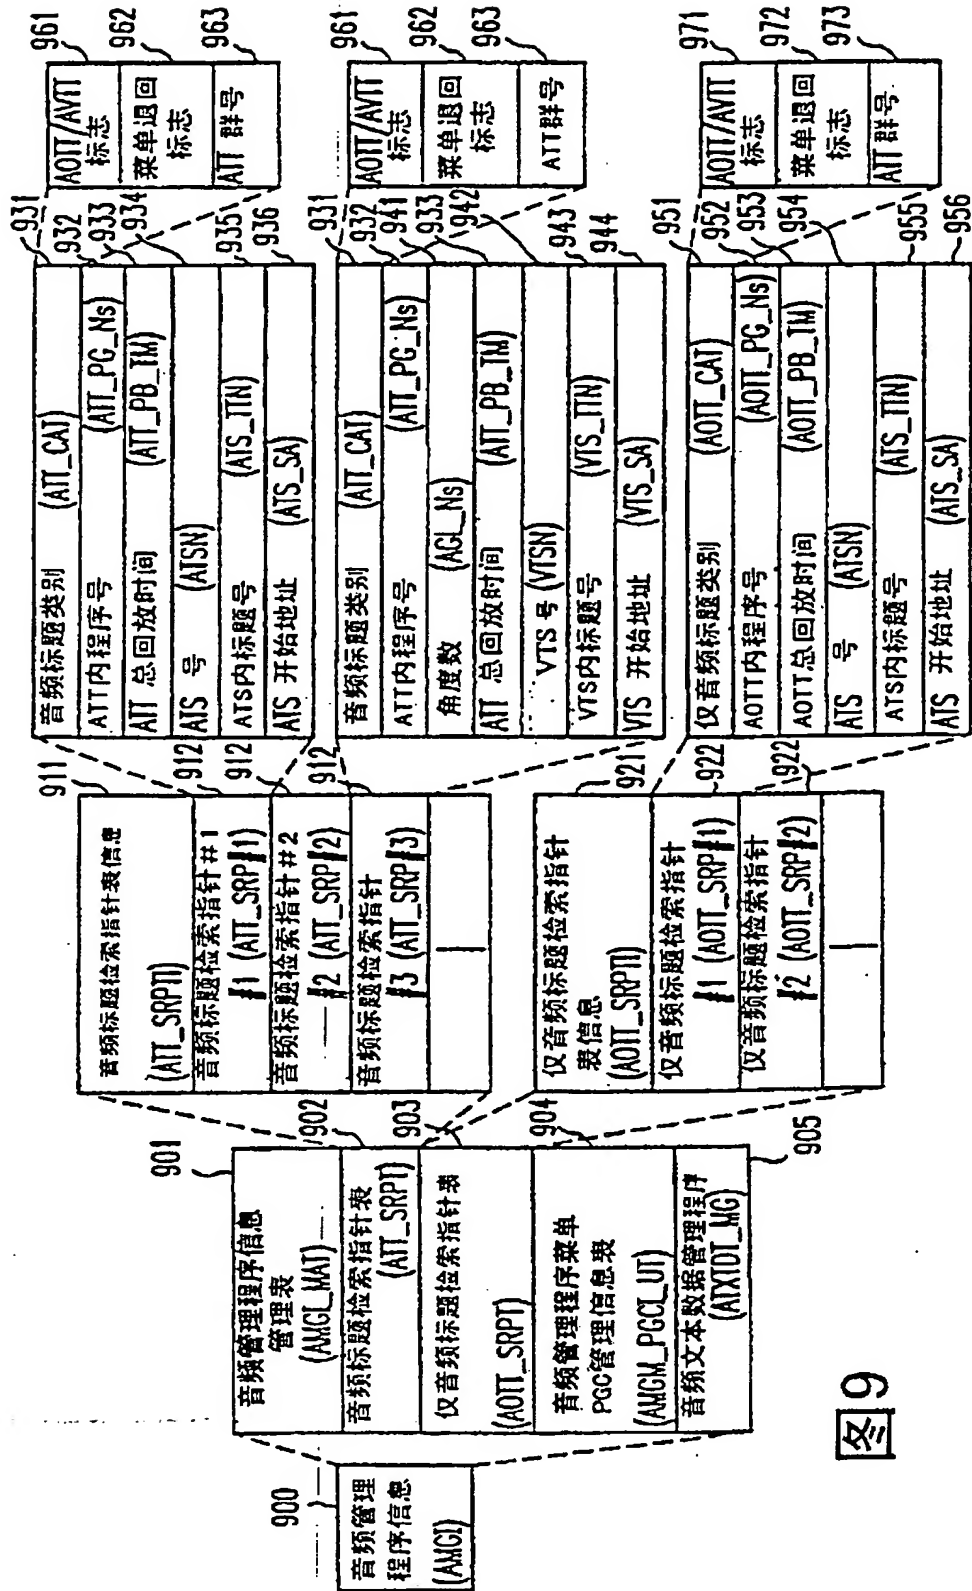 900
音频管理
程序信息
(AMGI)
901
音频管理程序信息
管理表
(AMGI_MAT)
音频标题检索指针表
(ATT_SRPT)
902
仅音频标题检索指针表
(AOTT_SRPT)
903
音频管理程序菜单
PGC管理信息表
(AMGM_PGCI_UT)
904
音频文本数据管理程序
(ATXTDT_MG)
905
音频标题检索指针表信息
(ATT_SRPTI)
911
音频标题检索指针#1
#1 (ATT_SRP#1)
912
音频标题检索指针#2
#2 (ATT_SRP#2)
912
音频标题检索指针
#3 (ATT_SRP#3)
912
仅音频标题检索指针
表信息
(AOTT_SRPTI)
921
仅音频标题检索指针
#1 (AOTT_SRP#1)
922
仅音频标题检索指针
#2 (AOTT_SRP#2)
922
音频标题类别 (ATT_CAT)
931
ATT内程序号 (ATT_PG_Ns)
932
ATT 总回放时间 (ATT_PB_TM)
933
ATS 号 (ATSN)
934
ATS内标题号 (ATS_TTN)
935
ATS 开始地址 (ATS_SA)
936
音频标题类别 (ATT_CAT)
931
ATT内程序号 (ATT_PG_Ns)
932
角度数 (AGL_Ns)
941
ATT 总回放时间 (ATT_PB_TM)
933
VTS 号 (VTSN)
942
VTS内标题号 (VTS_TTN)
943
VTS 开始地址 (VTS_SA)
944
仅音频标题类别 (AOTT_CAT)
951
AOTT内程序号 (AOTT_PG_Ns)
952
AOTT总回放时间 (AOTT_PB_TM)
953
ATS 号 (ATSN)
954
ATS内标题号 (ATS_TTN)
955
ATS 开始地址 (ATS_SA)
956
AOTT/AVTT
标志
961
菜单退回
标志
962
ATT 群号
963
AOTT/AVTT
标志
961
菜单退回
标志
962
ATT群号
963
AOTT/AVTT
标志
971
菜单退回
标志
972
ATT 群号
973
图 9